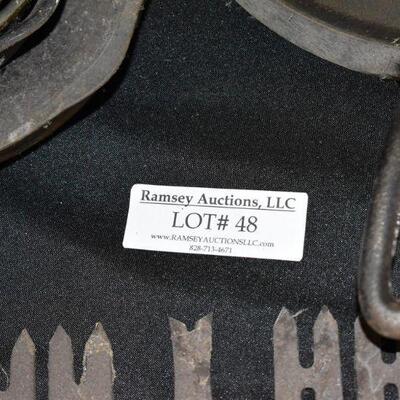 Ramsey Auctions, LLC
LOT# 48
www.RAMSEYAUCTIONSLLC.com
828-713-4671